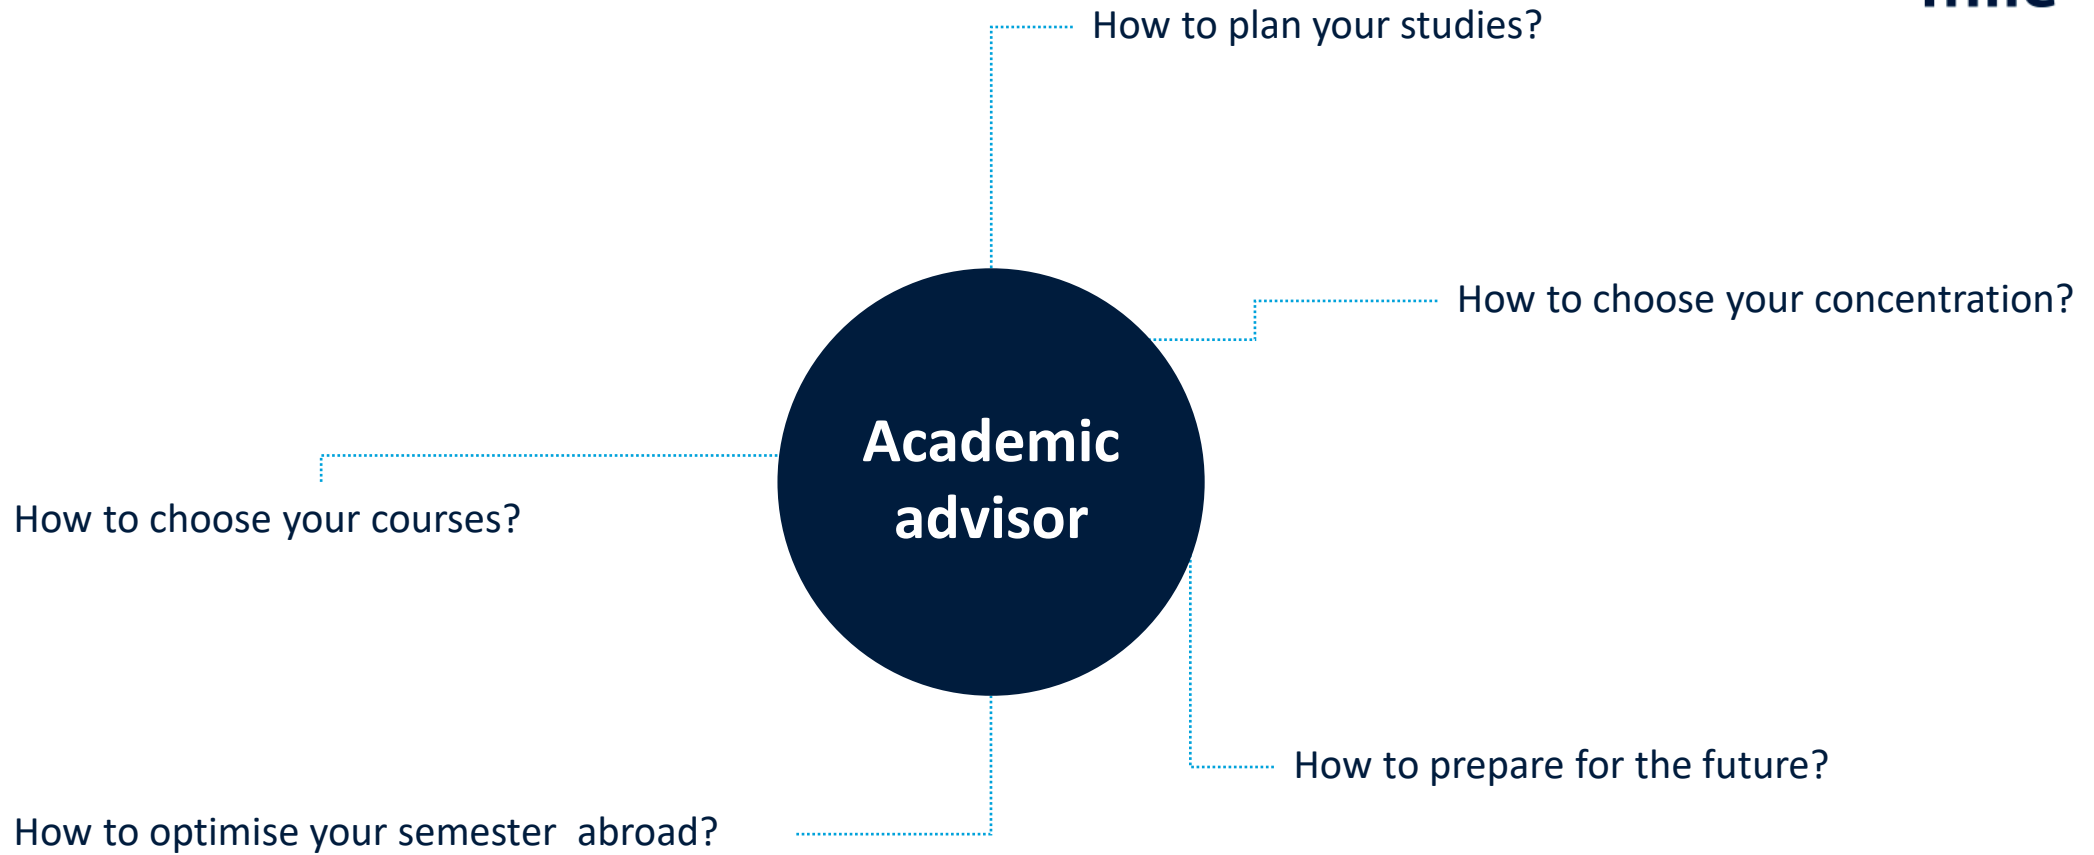 How to plan your studies?
How to choose your concentration?
Academic
advisor
How to choose your courses?
How to prepare for the future?
How to optimise your semester  abroad?